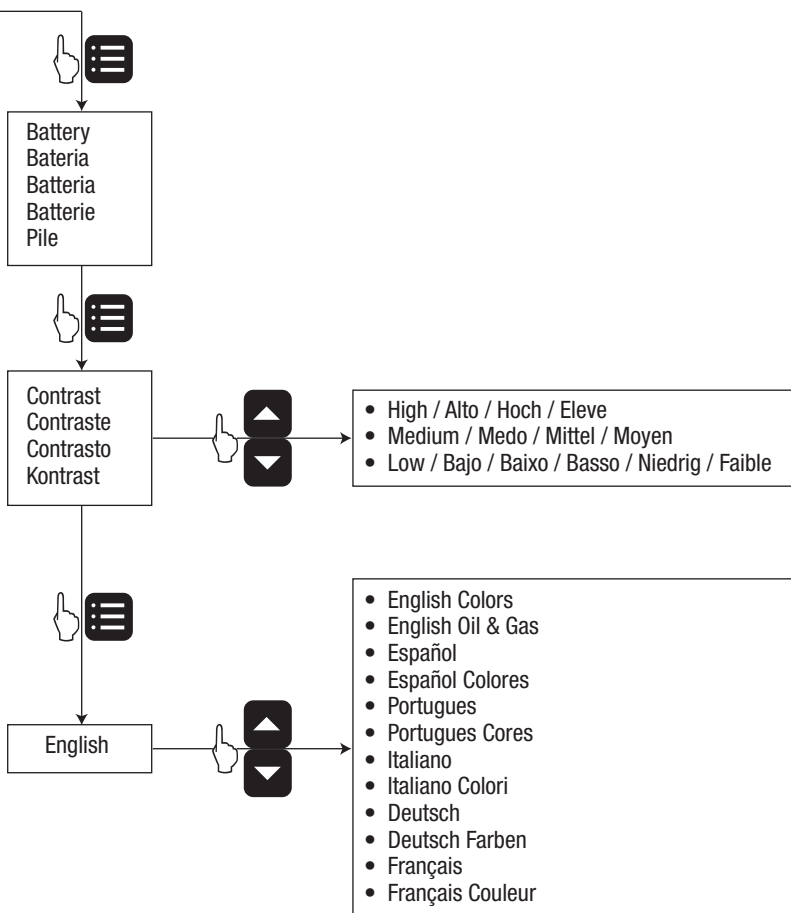 Battery
Bateria
Batteria
Batterie
Pile
Contrast
Contraste
Contrasto
Kontrast
• High / Alto / Hoch / Eleve
• Medium / Medo / Mittel / Moyen
• Low / Bajo / Baixo / Basso / Niedrig / Faible
English
• English Colors
• English Oil & Gas
• Español
• Español Colores
• Portugues
• Portugues Cores
• Italiano
• Italiano Colori
• Deutsch
• Deutsch Farben
• Français
• Français Couleur